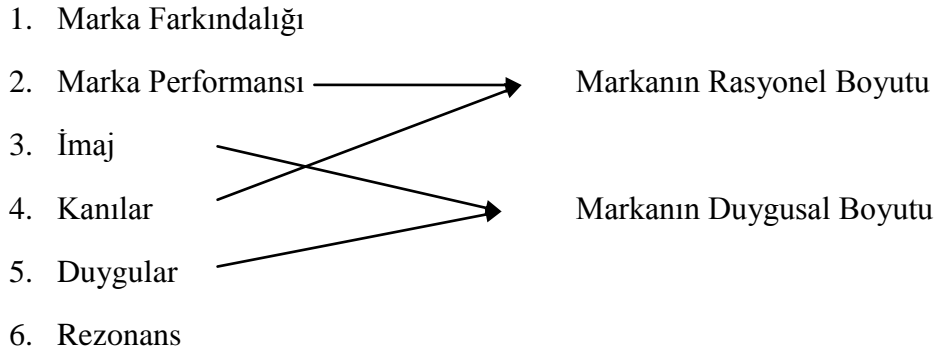 1. Marka Farkındalığı
2. Marka Performansı Markanın Rasyonel Boyutu
3. İmaj
4. Kanılar Markanın Duygusal Boyutu
5. Duygular
6. Rezonans